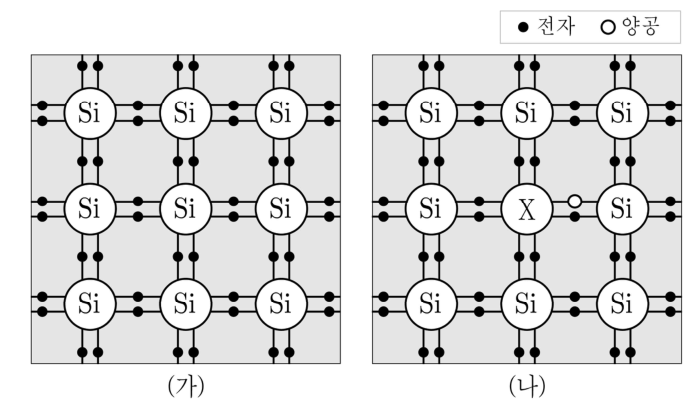 ● 전자 ○ 양공
Si Si Si Si Si Si
Si Si Si Si X Si
Si Si Si Si Si Si
(가) (나)